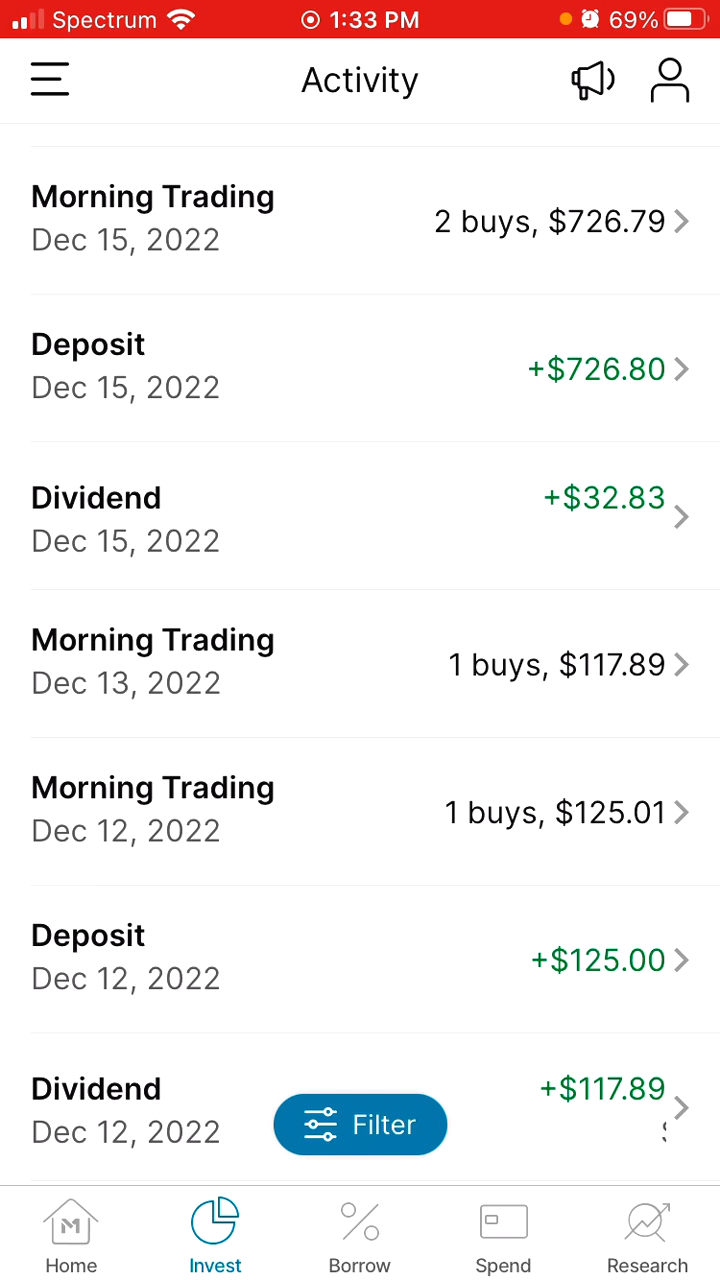 Spectrum 1:33 PM 69%
Activity
Morning Trading
Dec 15, 2022
2 buys, $726.79
Deposit
Dec 15, 2022
+$726.80
Dividend
Dec 15, 2022
+$32.83
Morning Trading
Dec 13, 2022
1 buys, $117.89
Morning Trading
Dec 12, 2022
1 buys, $125.01
Deposit
Dec 12, 2022
+$125.00
Dividend
Dec 12, 2022
+$117.89
Filter
Home Invest Borrow Spend Research